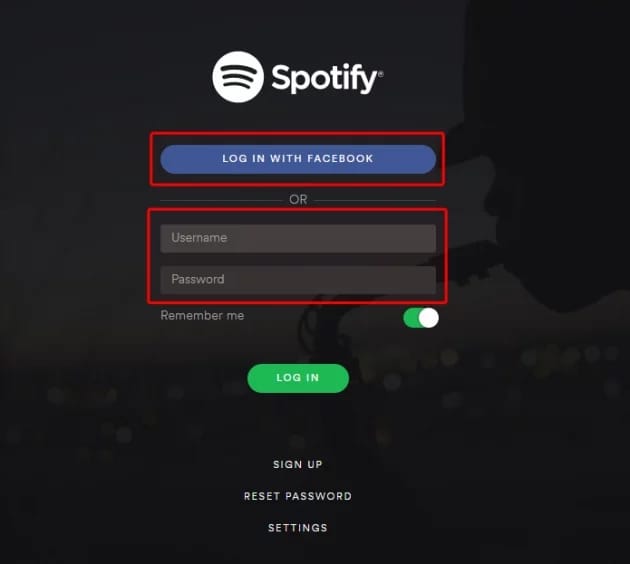 Spotify®
LOG IN WITH FACEBOOK
OR
Username
Password
Remember me
LOG IN
SIGN UP
RESET PASSWORD
SETTINGS